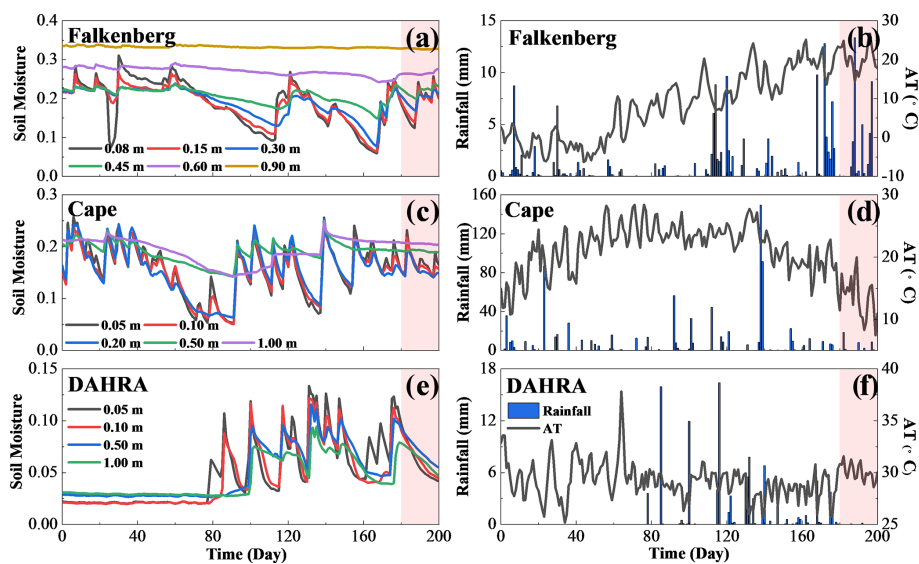 Falkenberg (a)
Soil Moisture
0.4
0.3
0.2
0.1
0.0
0.08 m 0.15 m 0.30 m
0.45 m 0.60 m 0.90 m
Falkenberg (b)
Rainfall (mm)
15
10
5
0
AT (° C)
30
20
10
0
-10
Cape (c)
Soil Moisture
0.3
0.2
0.1
0.0
0.05 m 0.10 m
0.20 m 0.50 m 1.00 m
Cape (d)
Rainfall (mm)
160
120
80
40
0
AT (° C)
30
20
10
DAHRA (e)
Soil Moisture
0.15
0.10
0.05
0.00
0.05 m
0.10 m
0.50 m
1.00 m
0 40 80 120 160 200
Time (Day)
DAHRA (f)
Rainfall (mm)
18
12
6
0
Rainfall
AT
AT (° C)
40
35
30
25
0 40 80 120 160 200
Time (Day)